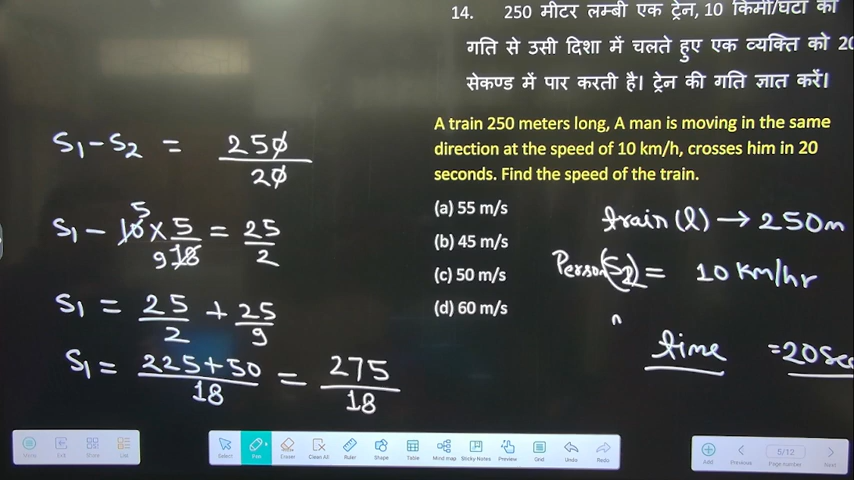 14. 250 मीटर लम्बी एक ट्रेन, 10 किमी/घंटा की
गति से उसी दिशा में चलते हुए एक व्यक्ति को 20
सेकण्ड में पार करती है। ट्रेन की गति ज्ञात करें।
A train 250 meters long, A man is moving in the same
direction at the speed of 10 km/h, crosses him in 20
seconds. Find the speed of the train.
(a) 55 m/s
(b) 45 m/s
(c) 50 m/s
(d) 60 m/s
train(l) → 250m
Person(S2) = 10 km/hr
time = 20 Sec
S1 - S2 = 250/20
S1 - 10 5 × 5/9 18 = 25/2
S1 = 25/2 + 25/9
S1 = 225+50/18 = 275/18
Select
Pen
Eraser
Clean All
Ruler
Shape
Table
Mind map
Sticky Notes
Preview
Grid
Undo
Redo
Add
Previous
5/12
Page number